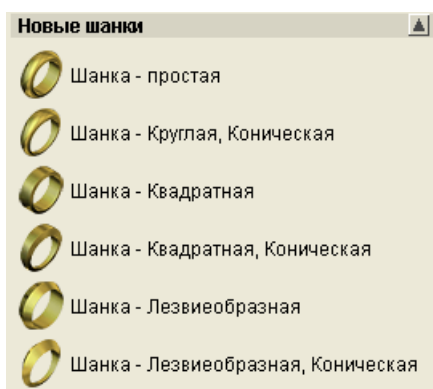 Новые шанки
Шанка - простая
Шанка - Круглая, Коническая
Шанка - Квадратная
Шанка - Квадратная, Коническая
Шанка - Лезвиеобразная
Шанка - Лезвиеобразная, Коническая